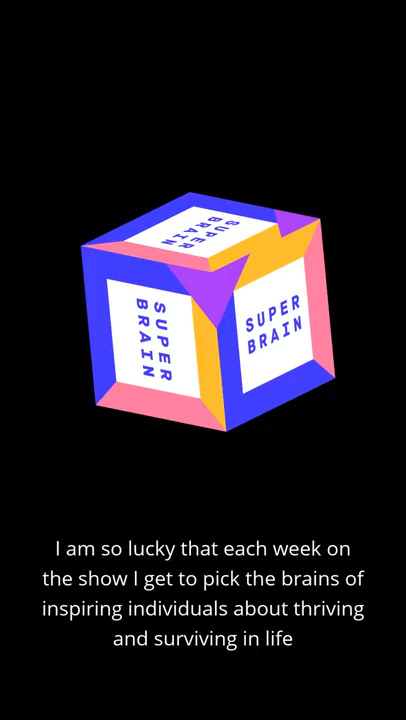 SUPER
BRAIN
SUPER
BRAIN
SUPER
BRAIN
I am so lucky that each week on
the show I get to pick the brains of
inspiring individuals about thriving
and surviving in life